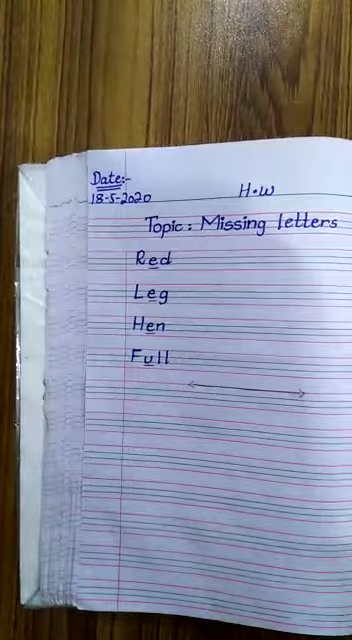 Date:-
18-5-2020
H.W
Topic: Missing letters
Red
Leg
Hen
Full